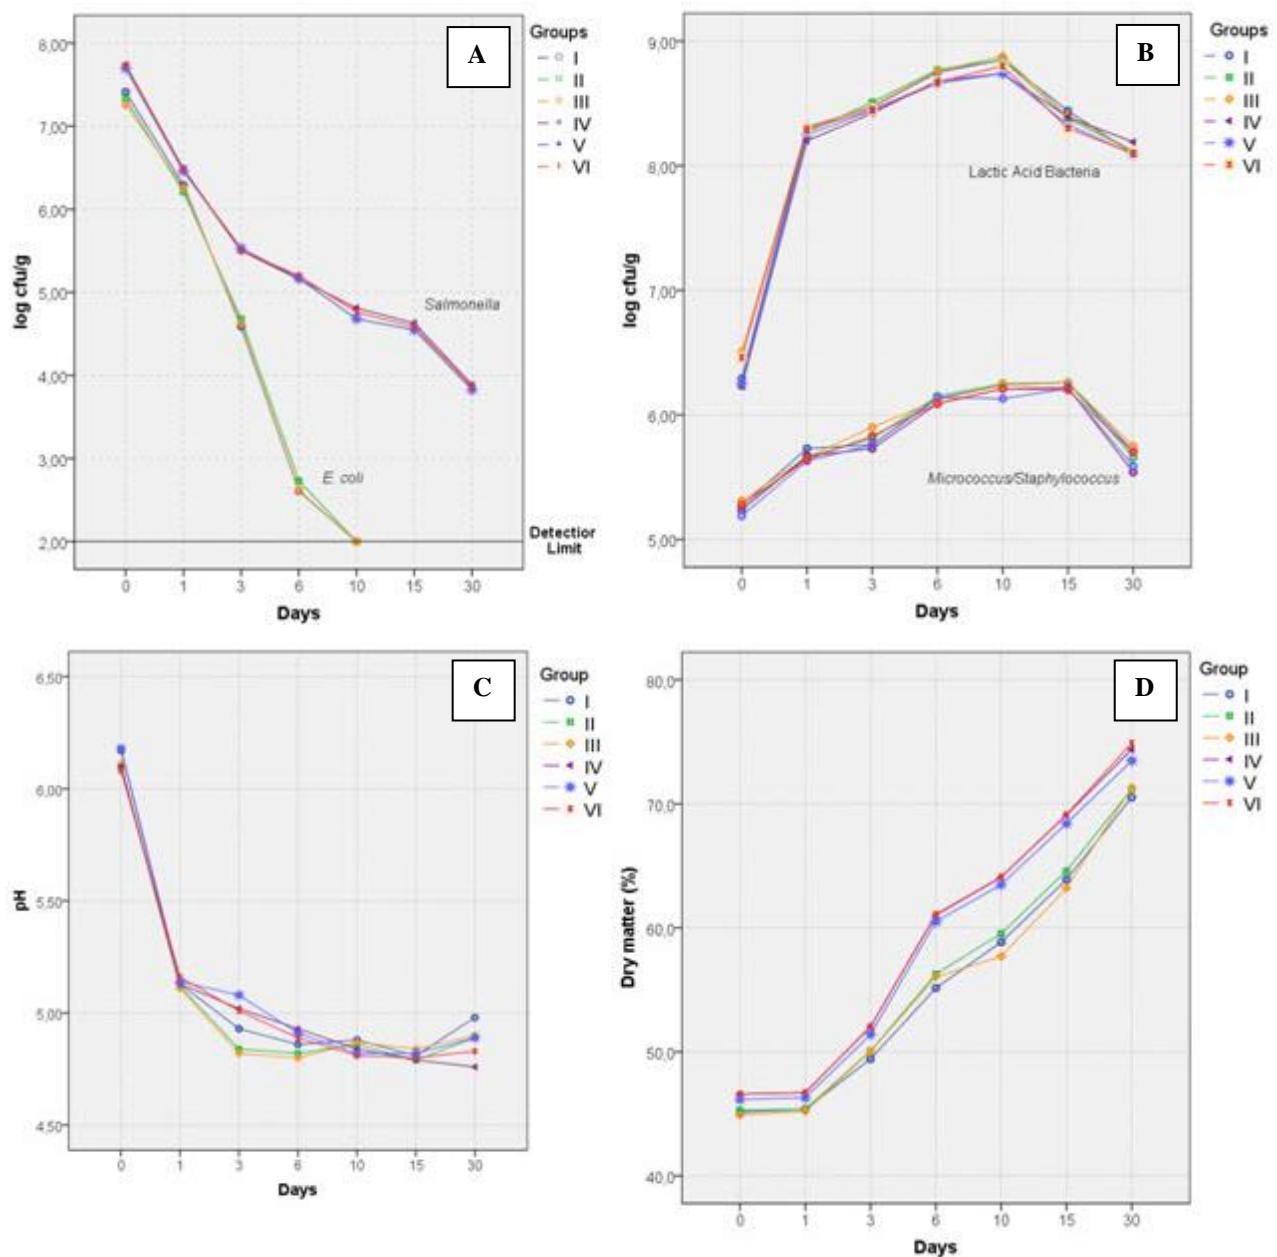 A
Groups
I
II
III
IV
V
VI
8,00
7,00
6,00
5,00
4,00
3,00
2,00
log cfu/g
Salmonella
E. coli
Detectior
Limit
0 1 3 6 10 15 30
Days
B
Groups
I
II
III
IV
V
VI
9,00
8,00
7,00
6,00
5,00
log cfu/g
Lactic Acid Bacteria
Micrococcus/Staphylococcus
0 1 3 6 10 15 30
Days
C
Group
I
II
III
IV
V
VI
6,50
6,00
5,50
5,00
4,50
pH
0 1 3 6 10 15 30
Days
D
Group
I
II
III
IV
V
VI
80,0
70,0
60,0
50,0
40,0
Dry matter (%)
0 1 3 6 10 15 30
Days